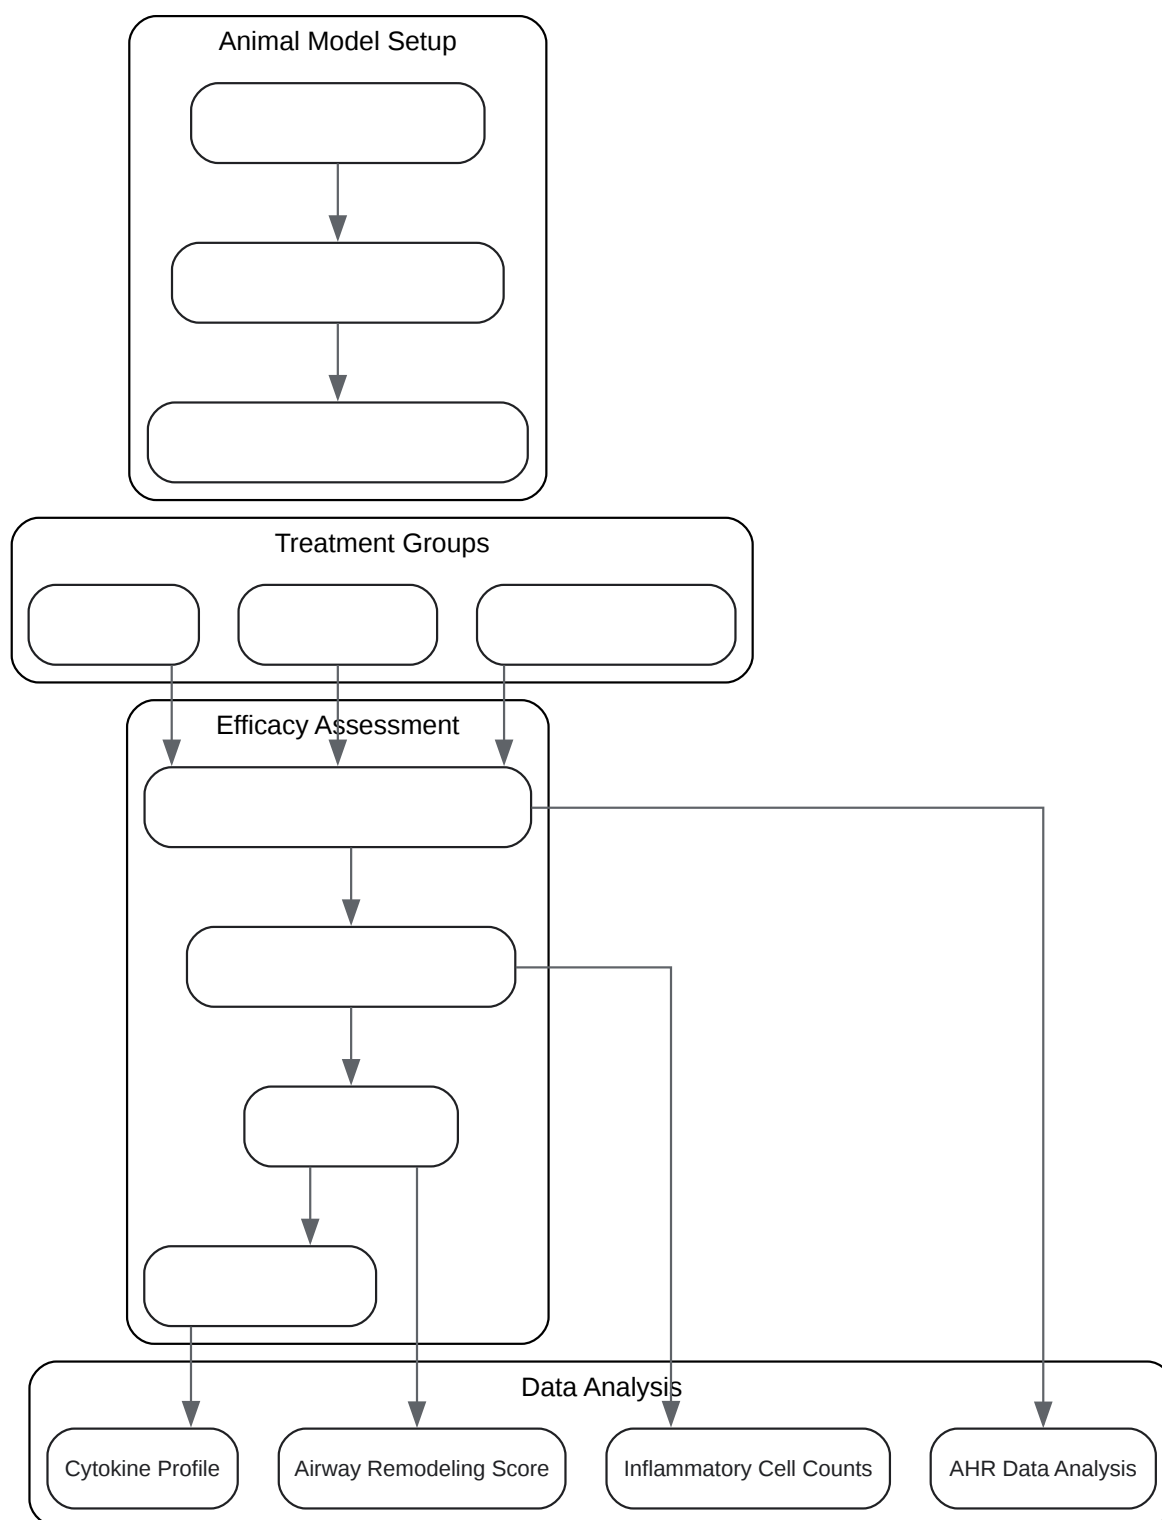 Animal Model Setup
Treatment Groups
Efficacy Assessment
Data Analysis
Cytokine Profile
Airway Remodeling Score
Inflammatory Cell Counts
AHR Data Analysis